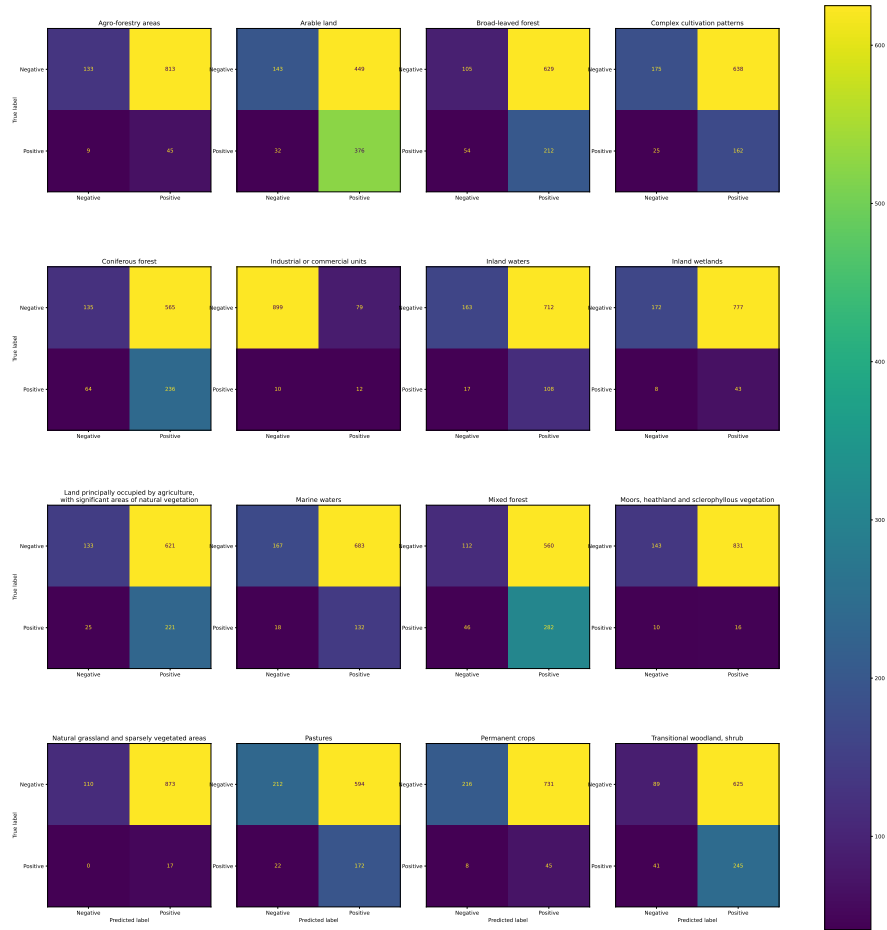 Agro-forestry areas
Arable land
Broad-leaved forest
Complex cultivation patterns
600
Negative 133 813
Negative 143 449
Negative 105 629
Negative 175 638
True label
Positive 9 45
Positive 32 376
Positive 54 212
Positive 25 162
Negative Positive
Negative Positive
Negative Positive
Negative Positive
500
Coniferous forest
Industrial or commercial units
Inland waters
Inland wetlands
Negative 135 565
Negative 899 79
Negative 163 712
Negative 172 777
True label
400
Positive 64 236
Positive 10 12
Positive 17 108
Positive 8 43
Negative Positive
Negative Positive
Negative Positive
Negative Positive
Land principally occupied by agriculture,
with significant areas of natural vegetation
Marine waters
Mixed forest
Moors, heathland and sclerophyllous vegetation
300
Negative 133 621
Negative 167 683
Negative 112 560
Negative 143 831
True label
Positive 25 221
Positive 18 132
Positive 46 282
Positive 10 16
Negative Positive
Negative Positive
Negative Positive
Negative Positive
200
Natural grassland and sparsely vegetated areas
Pastures
Permanent crops
Transitional woodland, shrub
Negative 110 873
Negative 212 594
Negative 216 731
Negative 89 625
True label
100
Positive 0 17
Positive 22 172
Positive 8 45
Positive 41 245
Negative Positive
Negative Positive
Negative Positive
Negative Positive
Predicted label
Predicted label
Predicted label
Predicted label